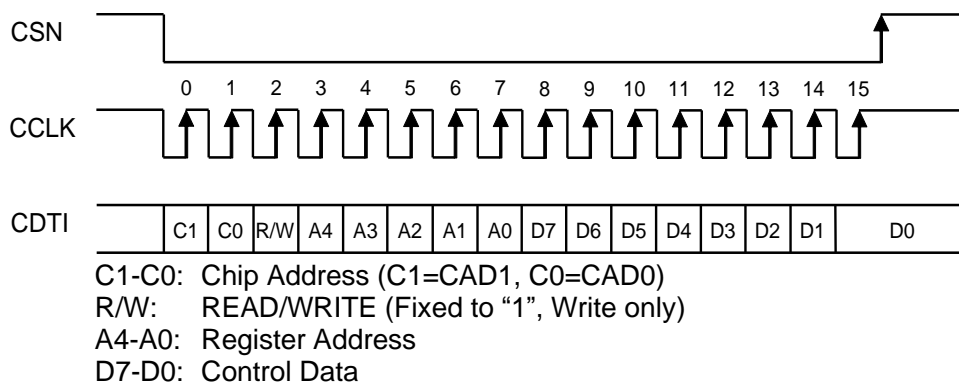 CSN
0 1 2 3 4 5 6 7 8 9 10 11 12 13 14 15
CCLK
CDTI
C1 C0 R/W A4 A3 A2 A1 A0 D7 D6 D5 D4 D3 D2 D1 D0
C1-C0: Chip Address (C1=CAD1, C0=CAD0)
R/W: READ/WRITE (Fixed to “1”, Write only)
A4-A0: Register Address
D7-D0: Control Data